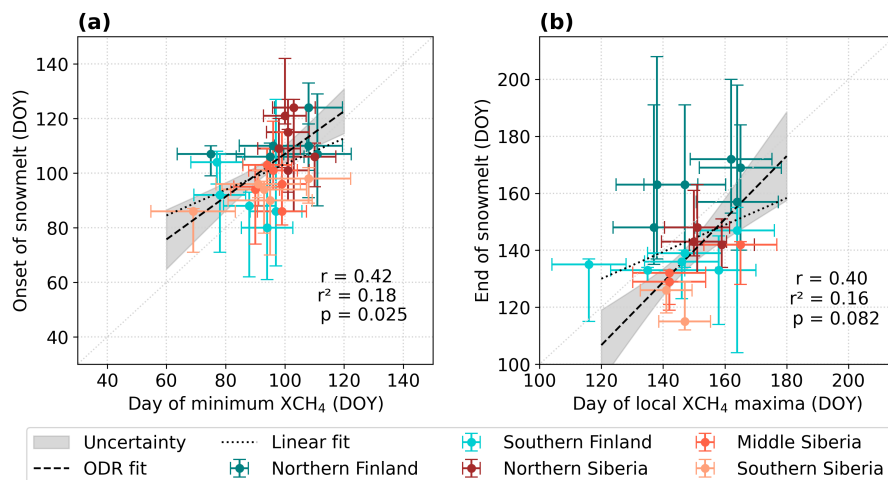 (a)
(b)
Onset of snowmelt (DOY)
140
120
100
80
60
40
r = 0.42
r² = 0.18
p = 0.025
40 60 80 100 120 140
Day of minimum XCH₄ (DOY)
End of snowmelt (DOY)
200
180
160
140
120
100
r = 0.40
r² = 0.16
p = 0.082
100 120 140 160 180 200
Day of local XCH₄ maxima (DOY)
Uncertainty Linear fit Southern Finland Middle Siberia
ODR fit Northern Finland Northern Siberia Southern Siberia